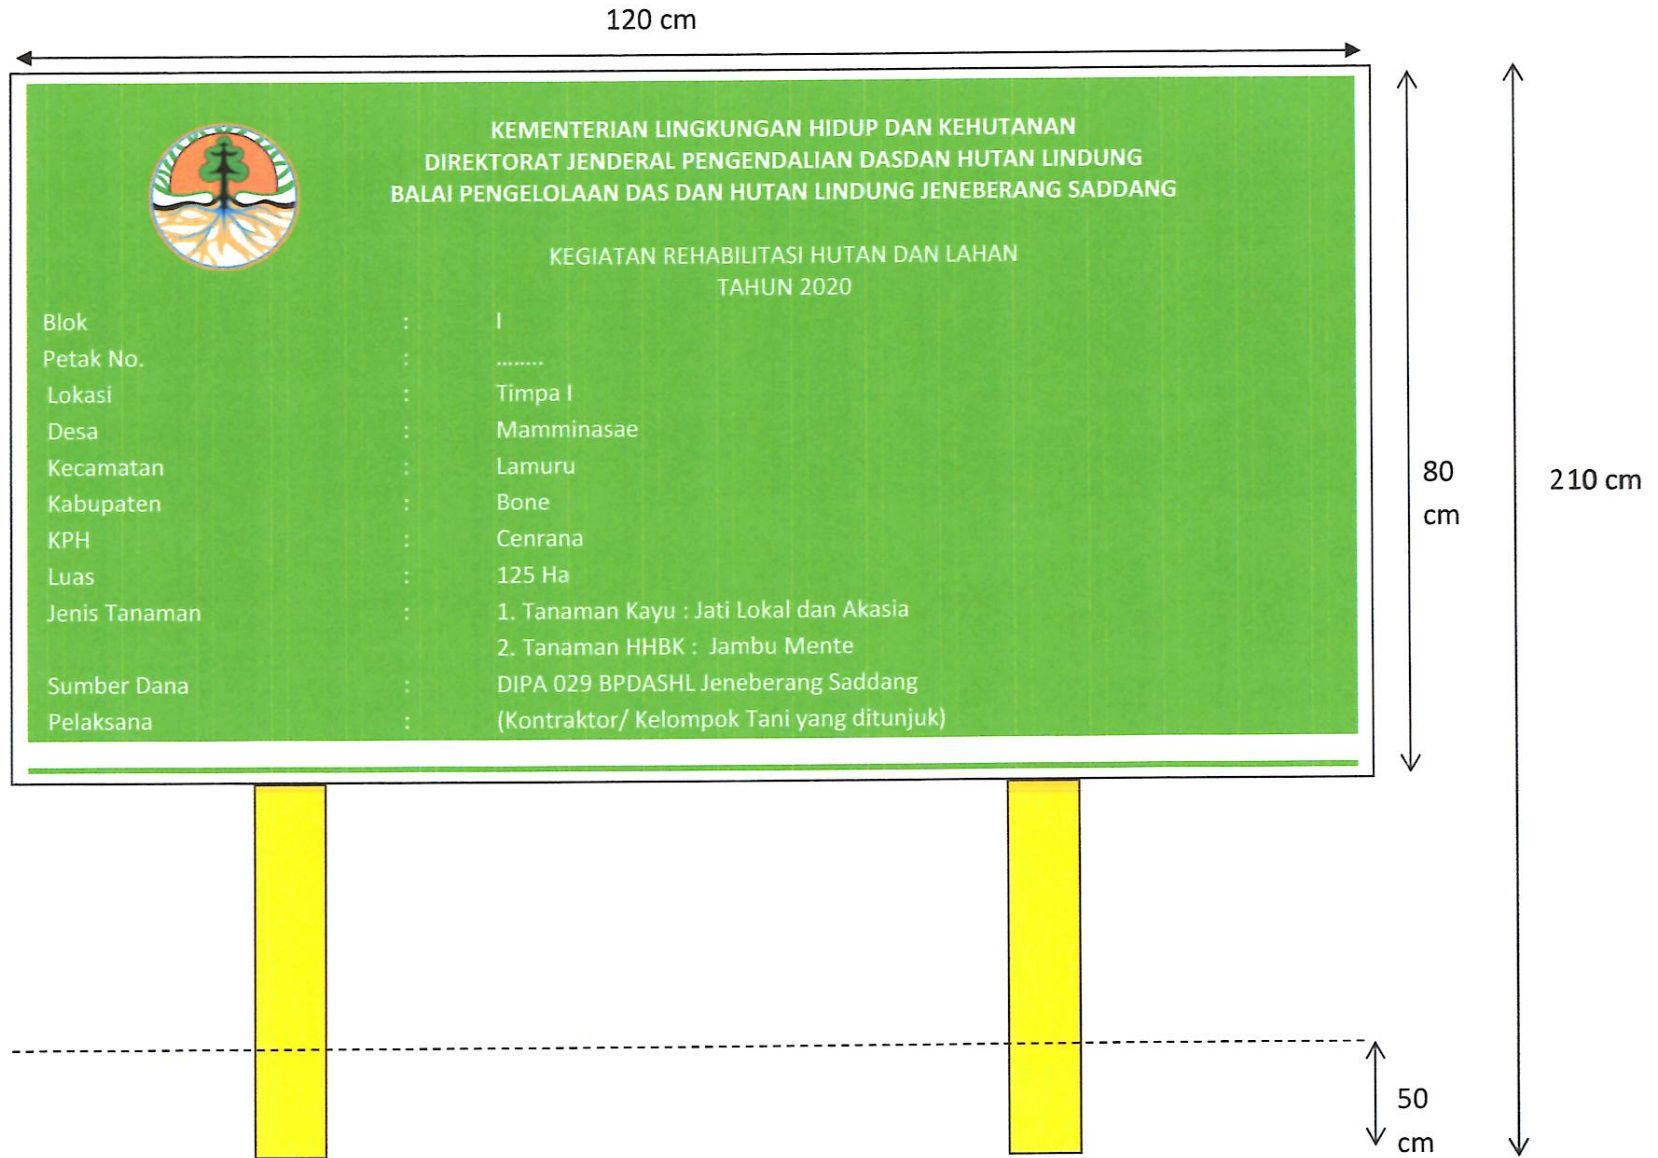 120 cm
KEMENTERIAN LINGKUNGAN HIDUP DAN KEHUTANAN
DIREKTORAT JENDERAL PENGENDALIAN DASDAN HUTAN LINDUNG
BALAI PENGELOLAAN DAS DAN HUTAN LINDUNG JENEBERANG SADDANG
KEGIATAN REHABILITASI HUTAN DAN LAHAN
TAHUN 2020
Blok : I
Petak No. : ........
Lokasi : Timpa I
Desa : Mamminasae
Kecamatan : Lamuru
Kabupaten : Bone
KPH : Cenrana
Luas : 125 Ha
Jenis Tanaman : 1. Tanaman Kayu : Jati Lokal dan Akasia
2. Tanaman HHBK : Jambu Mente
Sumber Dana : DIPA 029 BPDASHL Jeneberang Saddang
Pelaksana : (Kontraktor/ Kelompok Tani yang ditunjuk)
80
cm
210 cm
50
cm